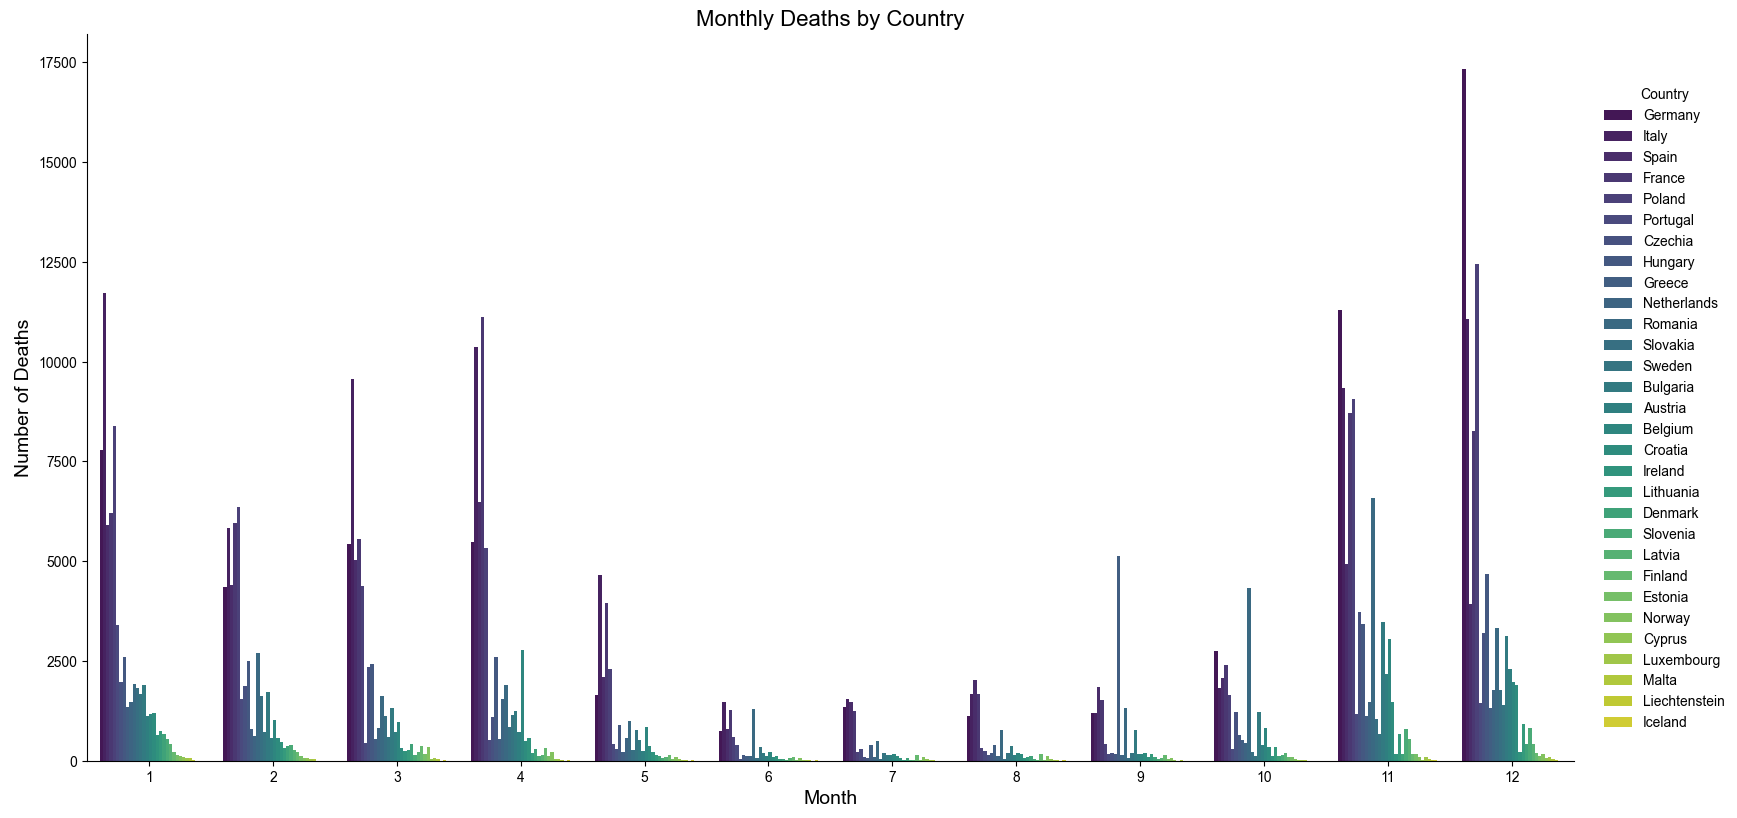 Monthly Deaths by Country
17500
15000
12500
10000
7500
5000
2500
0
Number of Deaths
1 2 3 4 5 6 7 8 9 10 11 12
Month
Country
Germany
Italy
Spain
France
Poland
Portugal
Czechia
Hungary
Greece
Netherlands
Romania
Slovakia
Sweden
Bulgaria
Austria
Belgium
Croatia
Ireland
Lithuania
Denmark
Slovenia
Latvia
Finland
Estonia
Norway
Cyprus
Luxembourg
Malta
Liechtenstein
Iceland